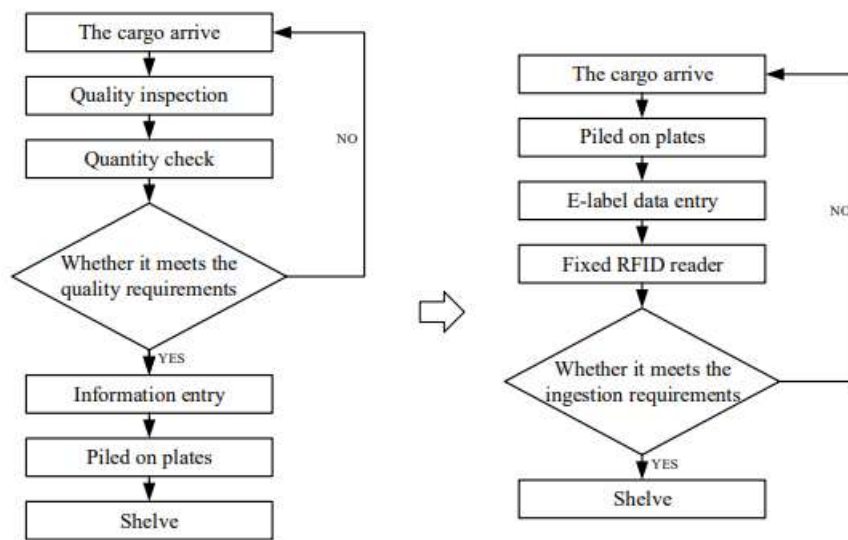 The cargo arrive
Quality inspection
Quantity check
NO
Whether it meets the
quality requirements
YES
Information entry
Piled on plates
Shelve
The cargo arrive
Piled on plates
E-label data entry
NO
Fixed RFID reader
Whether it meets the
ingestion requirements
YES
Shelve